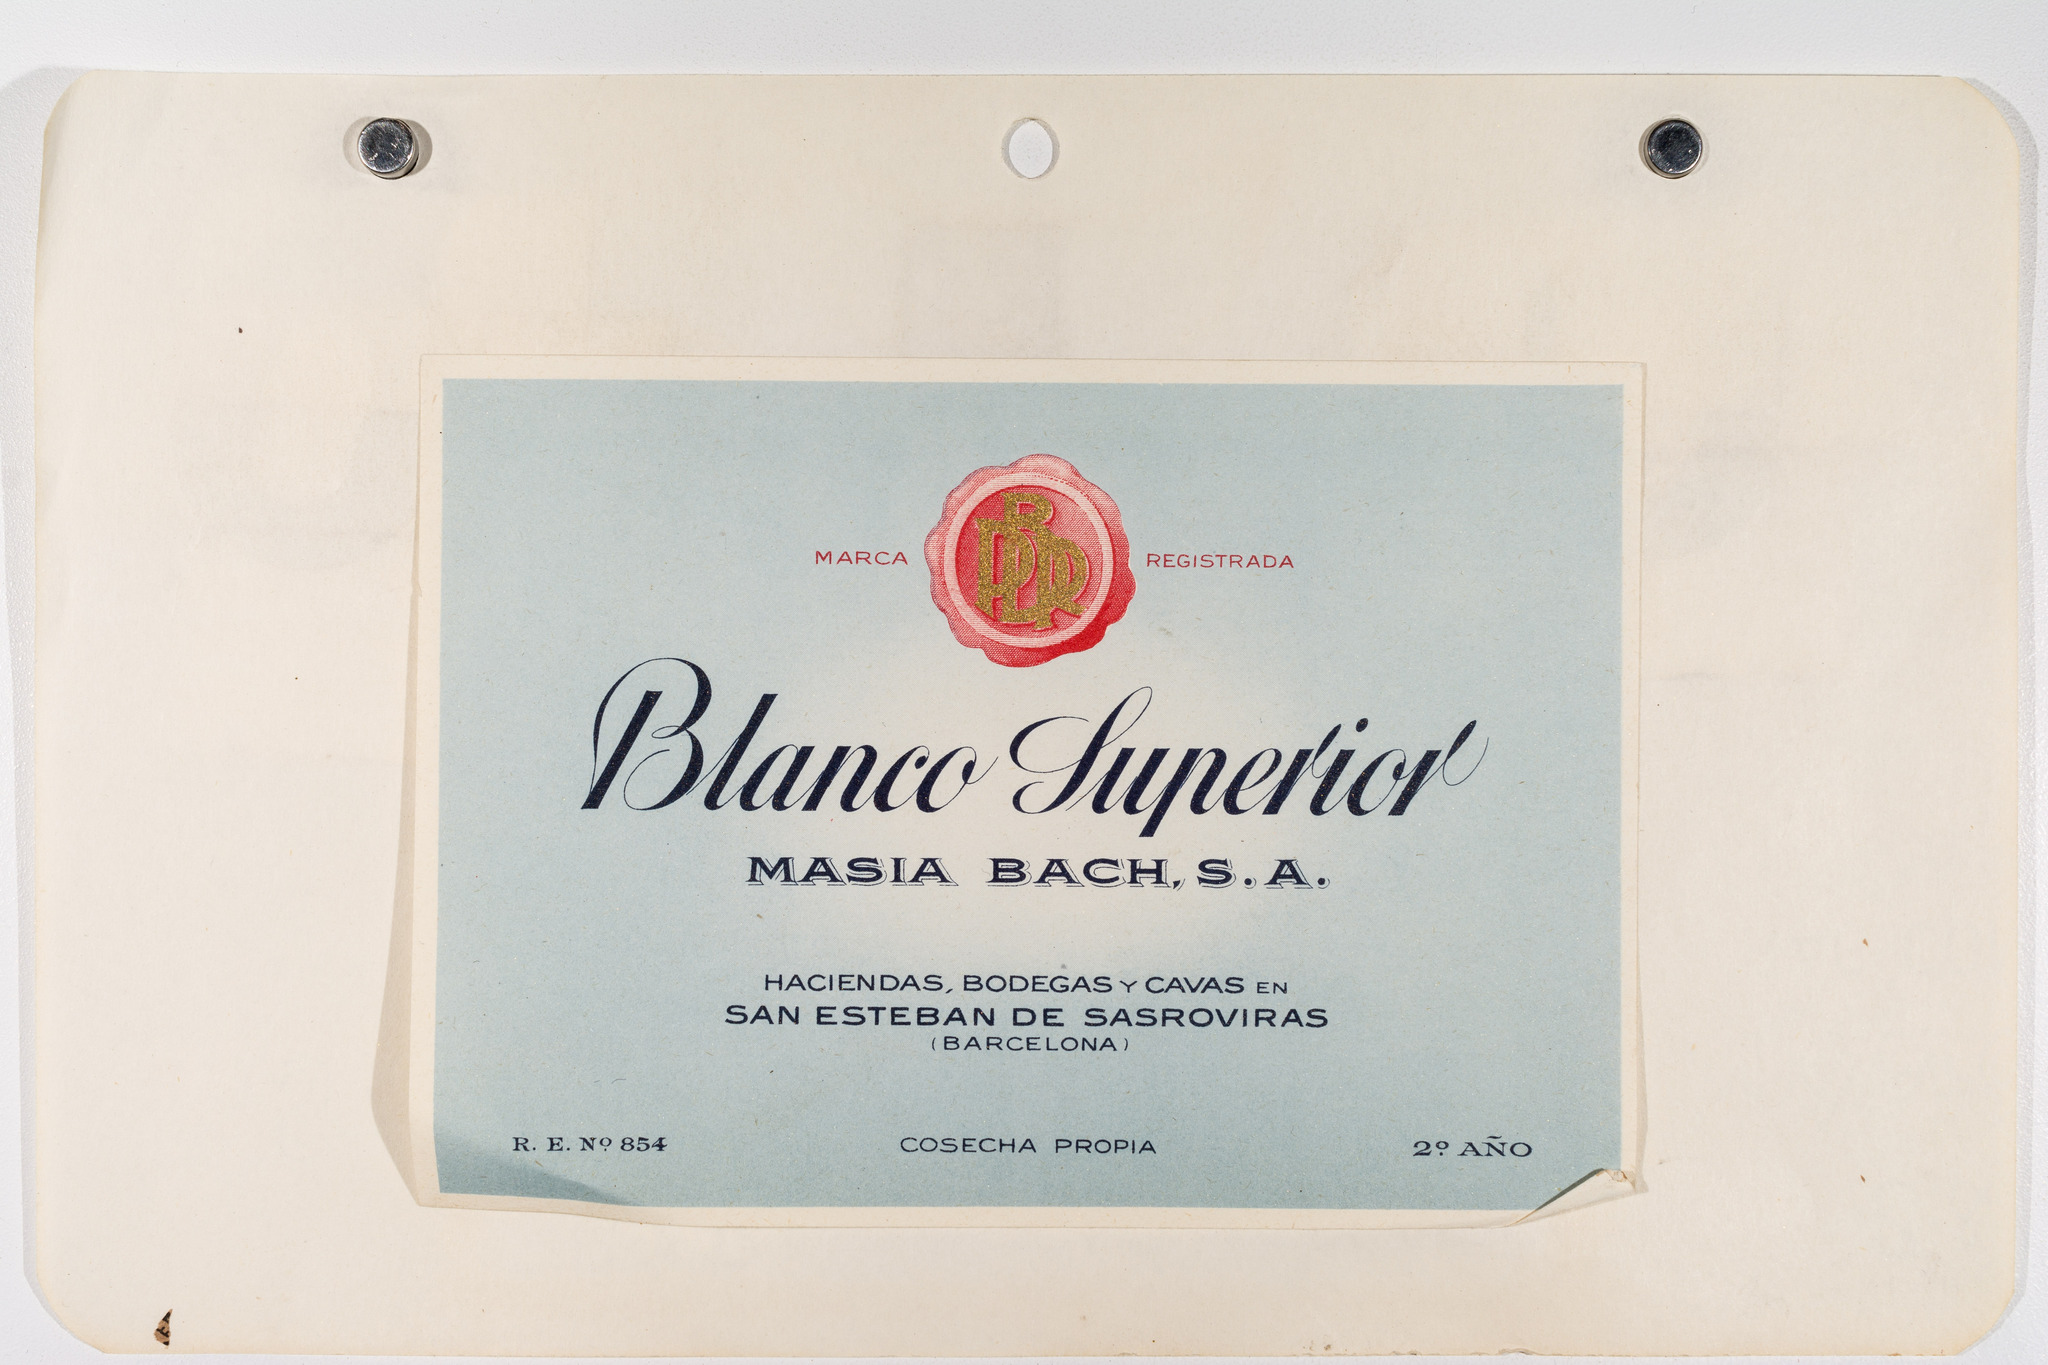 MARCA REGISTRADA
Blanco Superior
MASIA BACH, S.A.
HACIENDAS, BODEGAS Y CAVAS EN
SAN ESTEBAN DE SASROVIRAS
(BARCELONA)
R. E. Nº 854 COSECHA PROPIA 2º AÑO